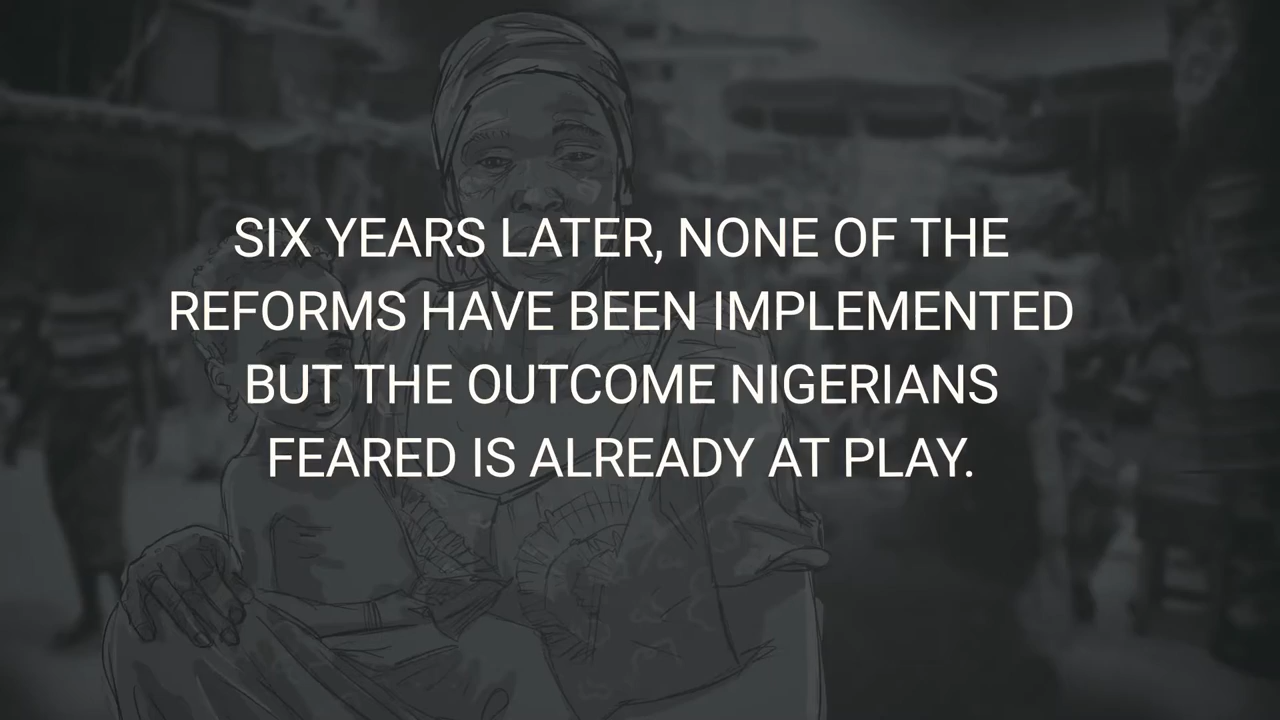 SIX YEARS LATER, NONE OF THE
REFORMS HAVE BEEN IMPLEMENTED
BUT THE OUTCOME NIGERIANS
FEARED IS ALREADY AT PLAY.